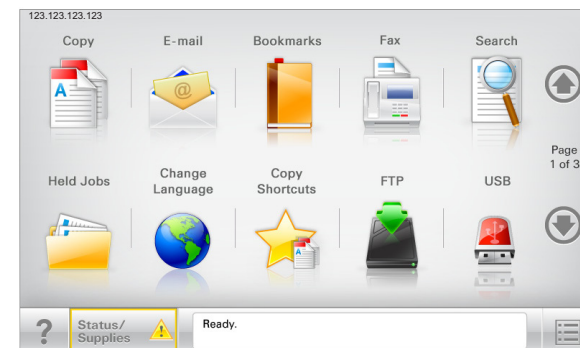 123.123.123.123
Copy
E-mail
Bookmarks
Fax
Search
Page
1 of 3
Held Jobs
Change
Language
Copy
Shortcuts
FTP
USB
?
Status/
Supplies
Ready.